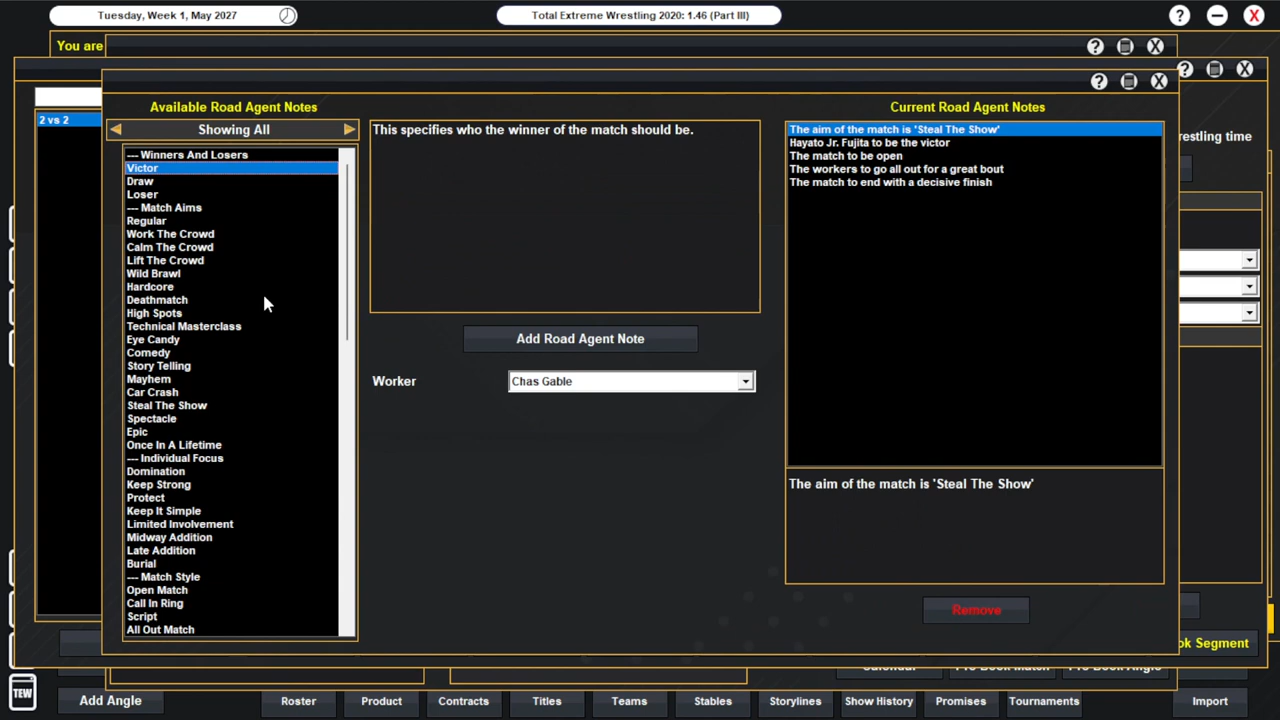 Tuesday, Week 1, May 2027
Total Extreme Wrestling 2020: 1.46 (Part III)
You are
Available Road Agent Notes
Showing All
--- Winners And Losers
Victor
Draw
Loser
--- Match Aims
Regular
Work The Crowd
Calm The Crowd
Lift The Crowd
Wild Brawl
Hardcore
Deathmatch
High Spots
Technical Masterclass
Eye Candy
Comedy
Story Telling
Mayhem
Car Crash
Steal The Show
Spectacle
Epic
Once In A Lifetime
--- Individual Focus
Domination
Keep Strong
Protect
Keep It Simple
Limited Involvement
Midway Addition
Late Addition
Burial
--- Match Style
Open Match
Call In Ring
Script
All Out Match
2 vs 2
This specifies who the winner of the match should be.
Add Road Agent Note
Worker
Chas Gable
Current Road Agent Notes
The aim of the match is 'Steal The Show'
Hayato Jr. Fujita to be the victor
The match to be open
The workers to go all out for a great bout
The match to end with a decisive finish
The aim of the match is 'Steal The Show'
Remove
restling time
ok Segment
TEW
Add Angle
Roster
Product
Contracts
Titles
Teams
Stables
Storylines
Show History
Promises
Tournaments
Import